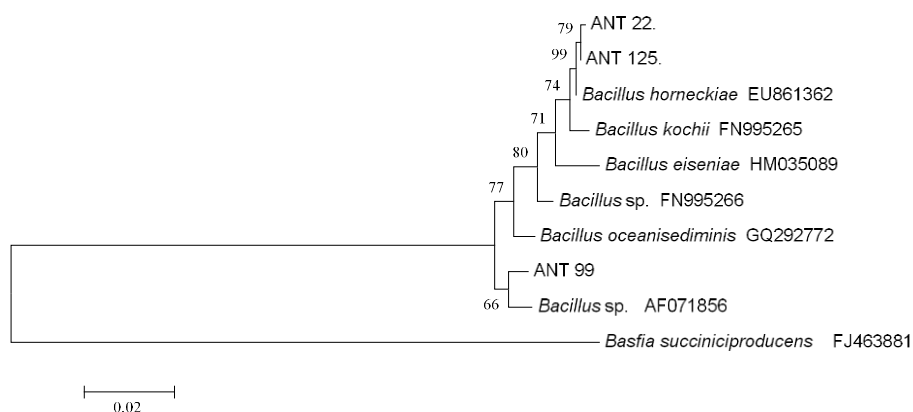 79 ANT 22.
99 ANT 125.
74 Bacillus horneckiae EU861362
71 Bacillus kochii FN995265
80 Bacillus eiseniae HM035089
77 Bacillus sp. FN995266
Bacillus oceanisediminis GQ292772
ANT 99
66 Bacillus sp. AF071856
Basfia succiniciproducens FJ463881
0.02